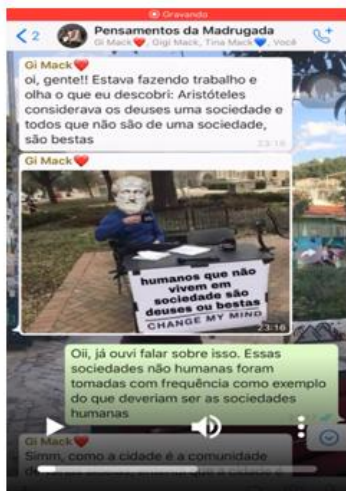 Gravando
2
Pensamentos da Madrugada
Gi Mack❤️, Gigi Mack, Tina Mack💙, Você
Gi Mack❤️
oi, gente!! Estava fazendo trabalho e
olha o que eu descobri: Aristóteles
considerava os deuses uma sociedade e
todos que não são de uma sociedade,
são bestas
23:16
Gi Mack❤️
humanos que não
vivem em
sociedade são
deuses ou bestas
CHANGE MY MIND
23:16
Oii, já ouvi falar sobre isso. Essas
sociedades não humanas foram
tomadas com frequência como exemplo
do que deveriam ser as sociedades
humanas
Gi Mack❤️
Simm, como a cidade é a comunidade